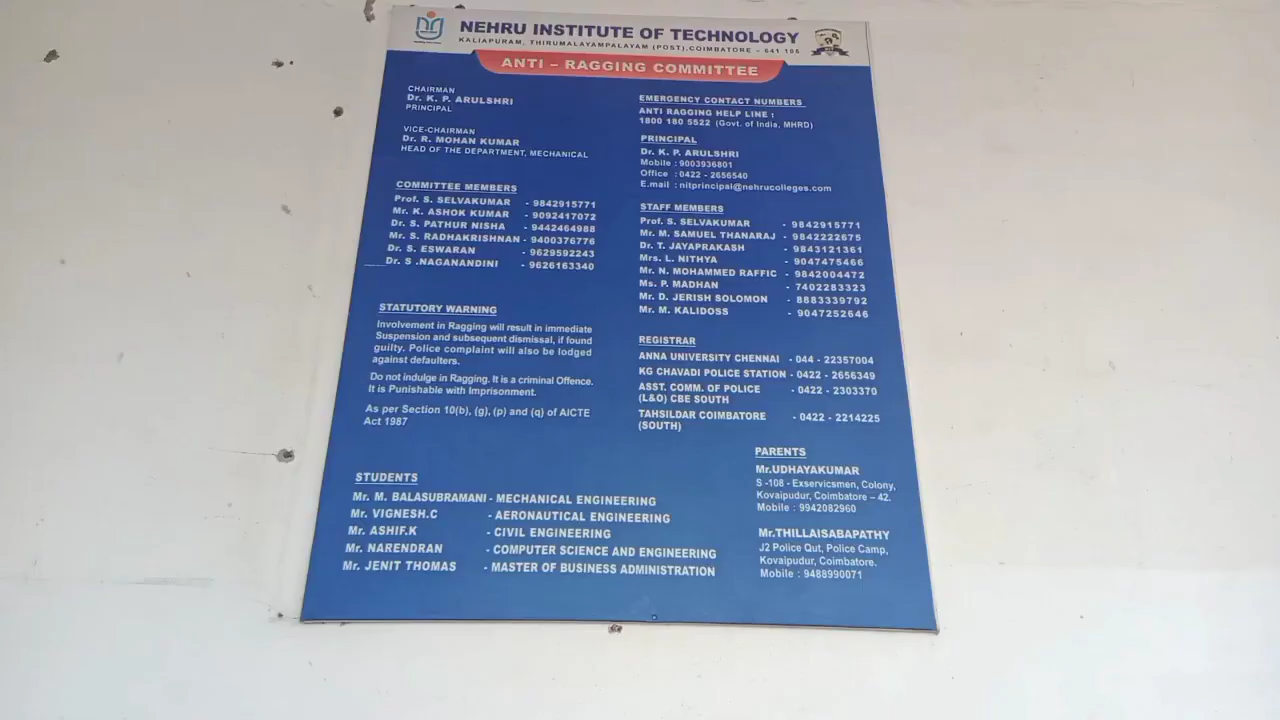 NEHRU INSTITUTE OF TECHNOLOGY
KALIAPURAM, THIRUMALAYAMPALAYAM (POST),COIMBATORE – 641 105
ANTI – RAGGING COMMITTEE
CHAIRMAN
Dr. K. P. ARULSHRI
PRINCIPAL
VICE-CHAIRMAN
Dr. R. MOHAN KUMAR
HEAD OF THE DEPARTMENT, MECHANICAL
COMMITTEE MEMBERS
Prof. S. SELVAKUMAR - 9842915771
Mr. K. ASHOK KUMAR - 9092417072
Dr. S. PATHUR NISHA - 9442464988
Mr. S. RADHAKRISHNAN - 9400376776
Dr. S. ESWARAN - 9629592243
Dr. S .NAGANANDINI - 9626163340
STATUTORY WARNING
Involvement in Ragging will result in immediate
Suspension and subsequent dismissal, if found
guilty. Police complaint will also be lodged
against defaulters.
Do not indulge in Ragging. It is a criminal Offence.
It is Punishable with Imprisonment.
As per Section 10(b), (g), (p) and (q) of AICTE
Act 1987
EMERGENCY CONTACT NUMBERS
ANTI RAGGING HELP LINE :
1800 180 5522 (Govt. of India, MHRD)
PRINCIPAL
Dr. K. P. ARULSHRI
Mobile : 9003936801
Office : 0422 - 2656540
E.mail : nitprincipal@nehrucolleges.com
STAFF MEMBERS
Prof. S. SELVAKUMAR - 9842915771
Mr. M. SAMUEL THANARAJ - 9842222675
Dr. T. JAYAPRAKASH - 9843121361
Mrs. L. NITHYA - 9047475466
Mr. N. MOHAMMED RAFFIC - 9842004472
Ms. P. MADHAN - 7402283323
Mr. D. JERISH SOLOMON - 8883339792
Mr. M. KALIDOSS - 9047252646
REGISTRAR
ANNA UNIVERSITY CHENNAI - 044 - 22357004
KG CHAVADI POLICE STATION - 0422 - 2656349
ASST. COMM. OF POLICE - 0422 - 2303370
(L&O) CBE SOUTH
TAHSILDAR COIMBATORE - 0422 - 2214225
(SOUTH)
STUDENTS
Mr. M. BALASUBRAMANI - MECHANICAL ENGINEERING
Mr. VIGNESH.C - AERONAUTICAL ENGINEERING
Mr. ASHIF.K - CIVIL ENGINEERING
Mr. NARENDRAN - COMPUTER SCIENCE AND ENGINEERING
Mr. JENIT THOMAS - MASTER OF BUSINESS ADMINISTRATION
PARENTS
Mr.UDHAYAKUMAR
S -108 - Exservicsmen, Colony,
Kovaipudur, Coimbatore – 42.
Mobile : 9942082960
Mr.THILLAISABAPATHY
J2 Police Qut, Police Camp,
Kovaipudur, Coimbatore.
Mobile : 9488990071